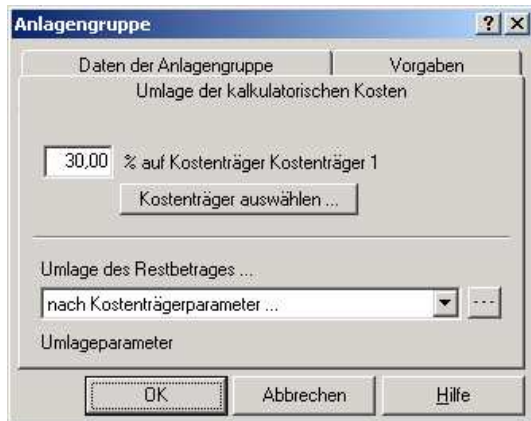 Anlagengruppe
Daten der Anlagengruppe Vorgaben
Umlage der kalkulatorischen Kosten
30,00 % auf Kostenträger Kostenträger 1
Kostenträger auswählen ...
Umlage des Restbetrages ...
nach Kostenträgerparameter ...
Umlageparameter
OK Abbrechen Hilfe